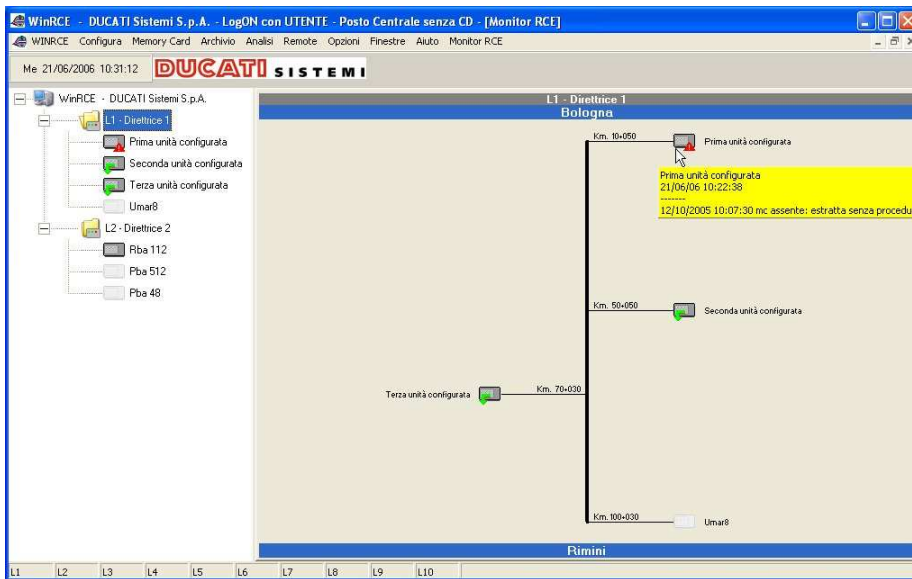 WinRCE - DUCATI Sistemi S.p.A. - LogON con UTENTE - Posto Centrale senza CD - [Monitor RCE]
WINRCE Configura Memory Card Archivio Analisi Remote Opzioni Finestre Aiuto Monitor RCE
Me 21/06/2006 10:31:12 DUCATI SISTEMI
WinRCE - DUCATI Sistemi S.p.A.
L1 - Direttrice 1
Prima unità configurata
Seconda unità configurata
Terza unità configurata
Umar8
L2 - Direttrice 2
Rba 112
Pba 512
Pba 48
L1 - Direttrice 1
Bologna
Km. 10+050 Prima unità configurata
Prima unità configurata
21/06/06 10:22:38
-------
12/10/2005 10:07:30 mc assente: estratta senza procedu
Km. 50+050 Seconda unità configurata
Terza unità configurata Km. 70+030
Km. 100+030 Umar8
Rimini
L1 L2 L3 L4 L5 L6 L7 L8 L9 L10